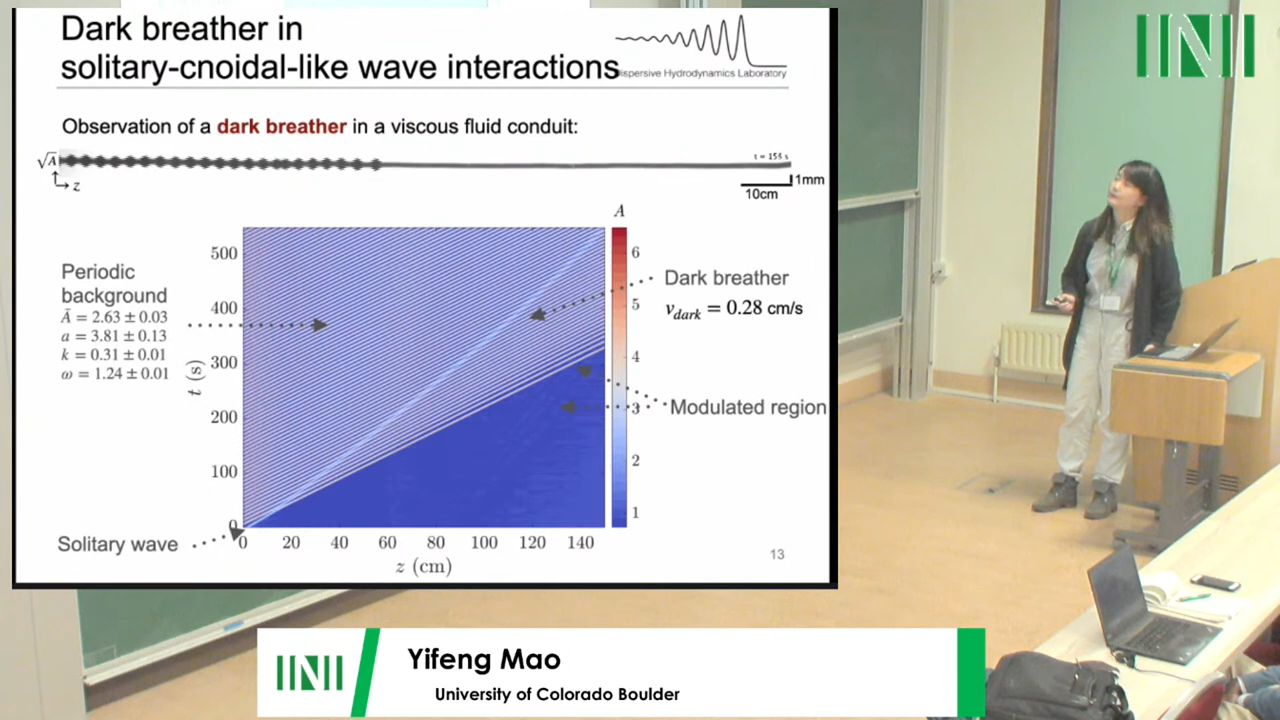 Dark breather in
solitary-cnoidal-like wave interactions
Dispersive Hydrodynamics Laboratory
Observation of a dark breather in a viscous fluid conduit:
√A
z
t = 155 s
1mm
10cm
A
500
400
300
200
100
0
t (s)
0 20 40 60 80 100 120 140
z (cm)
6
5
4
3
2
1
Periodic
background
Ā = 2.63 ± 0.03
a = 3.81 ± 0.13
k = 0.31 ± 0.01
ω = 1.24 ± 0.01
Dark breather
v_dark = 0.28 cm/s
Modulated region
Solitary wave
13
INI
INI
Yifeng Mao
University of Colorado Boulder